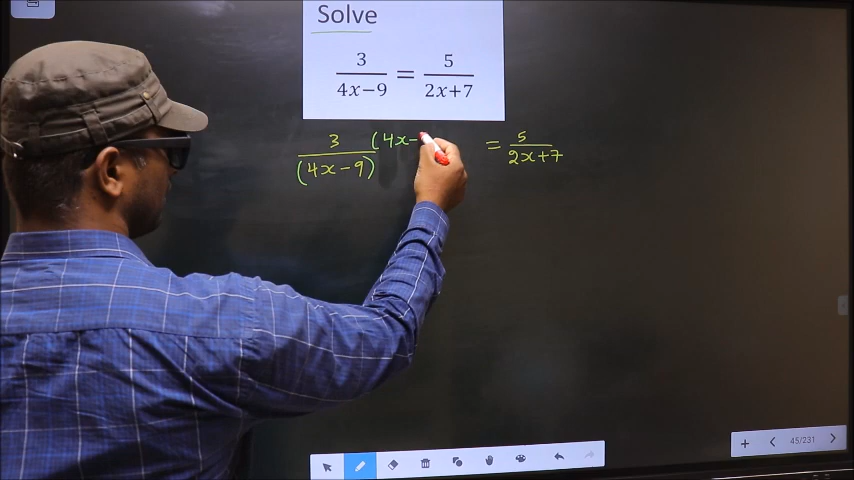 Solve
3/(4x−9) = 5/(2x+7)
3/(4x − 9) (4x − = 5/2x+7
45/231